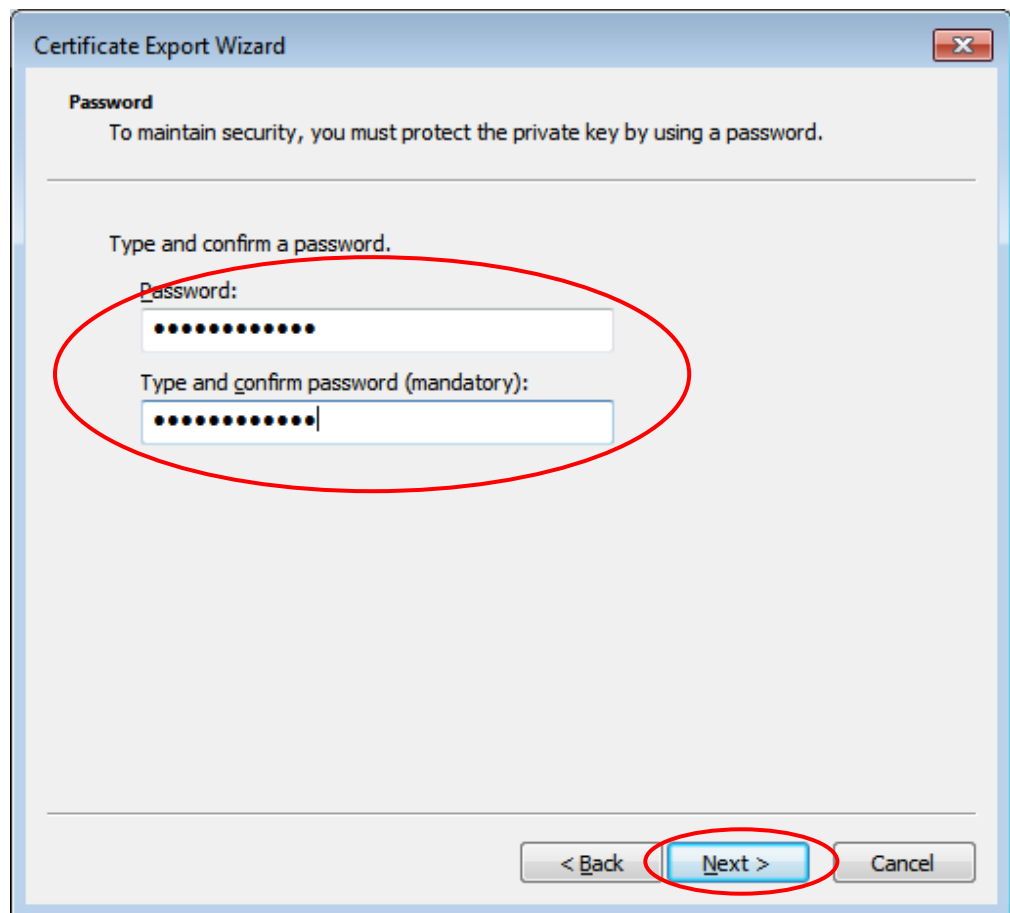 Certificate Export Wizard
Password
To maintain security, you must protect the private key by using a password.
Type and confirm a password.
Password:
••••••••••••
Type and confirm password (mandatory):
••••••••••••
< Back Next > Cancel